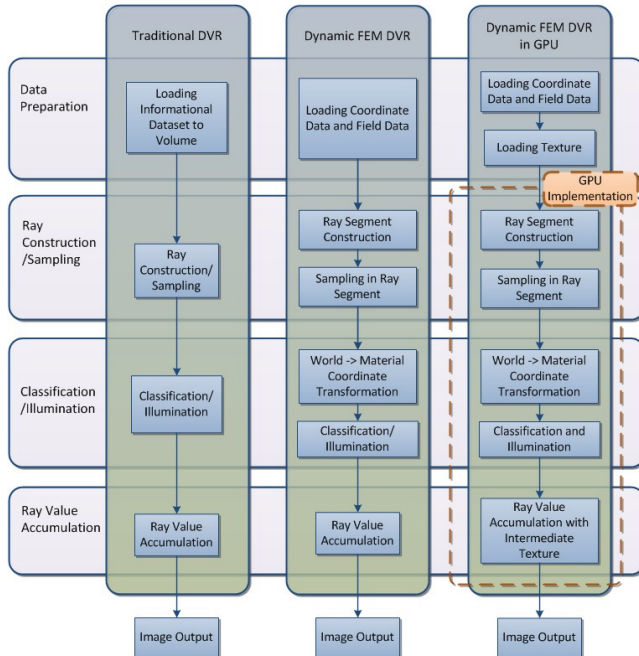 Traditional DVR
Dynamic FEM DVR
Dynamic FEM DVR
in GPU
Data
Preparation
Loading
Informational
Dataset to
Volume
Loading Coordinate
Data and Field Data
Loading Coordinate
Data and Field Data
Loading Texture
GPU
Implementation
Ray
Construction
/Sampling
Ray
Construction/
Sampling
Ray Segment
Construction
Sampling in Ray
Segment
Ray Segment
Construction
Sampling in Ray
Segment
Classification
/Illumination
Classification/
Illumination
World -> Material
Coordinate
Transformation
Classification/
Illumination
World -> Material
Coordinate
Transformation
Classification and
Illumination
Ray Value
Accumulation
Ray Value
Accumulation
Ray Value
Accumulation
Ray Value
Accumulation with
Intermediate
Texture
Image Output
Image Output
Image Output